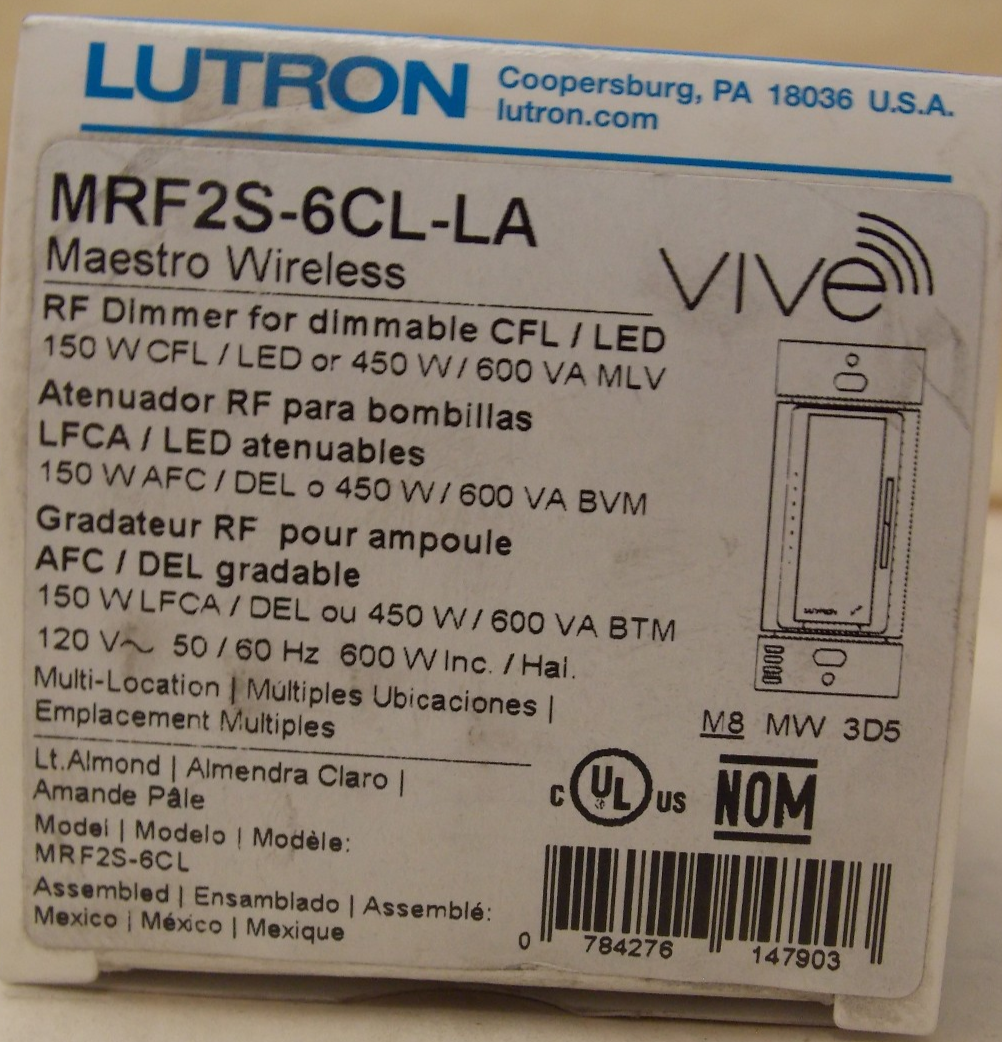 LUTRON
Coopersburg, PA 18036 U.S.A.
lutron.com
MRF2S-6CL-LA
Maestro Wireless
VIVE
RF Dimmer for dimmable CFL / LED
150 W CFL / LED or 450 W / 600 VA MLV
Atenuador RF para bombillas
LFCA / LED atenuables
150 W AFC / DEL o 450 W / 600 VA BVM
Gradateur RF pour ampoule
AFC / DEL gradable
150 W LFCA / DEL ou 450 W / 600 VA BTM
120 V~ 50 / 60 Hz 600 W Inc. / Hal.
Multi-Location | Múltiples Ubicaciones |
Emplacement Multiples
LUTRON
M8 MW 3D5
Lt.Almond | Almendra Claro |
Amande Pâle
Model | Modelo | Modèle:
MRF2S-6CL
Assembled | Ensamblado | Assemblé:
Mexico | México | Mexique
C UL US
NOM
0 784276 147903